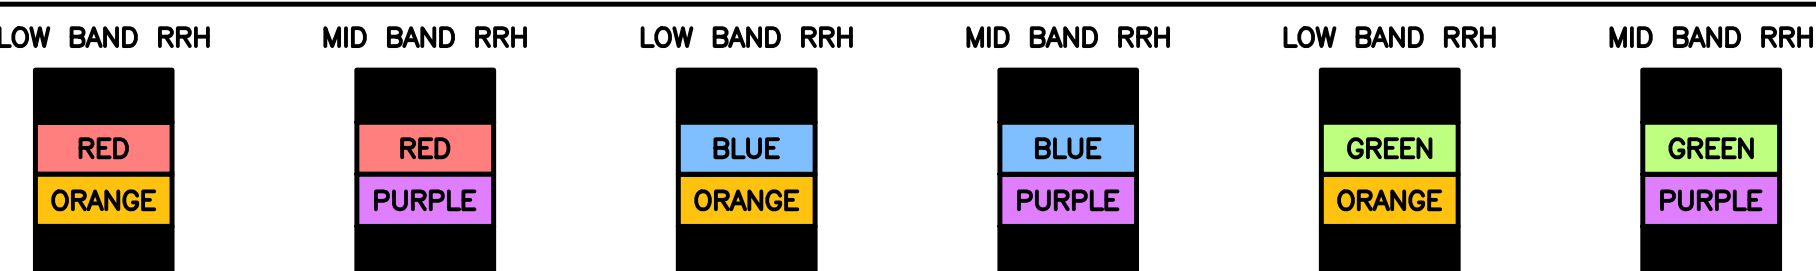 LOW BAND RRH MID BAND RRH LOW BAND RRH MID BAND RRH LOW BAND RRH MID BAND RRH
RED RED BLUE BLUE GREEN GREEN
ORANGE PURPLE ORANGE PURPLE ORANGE PURPLE